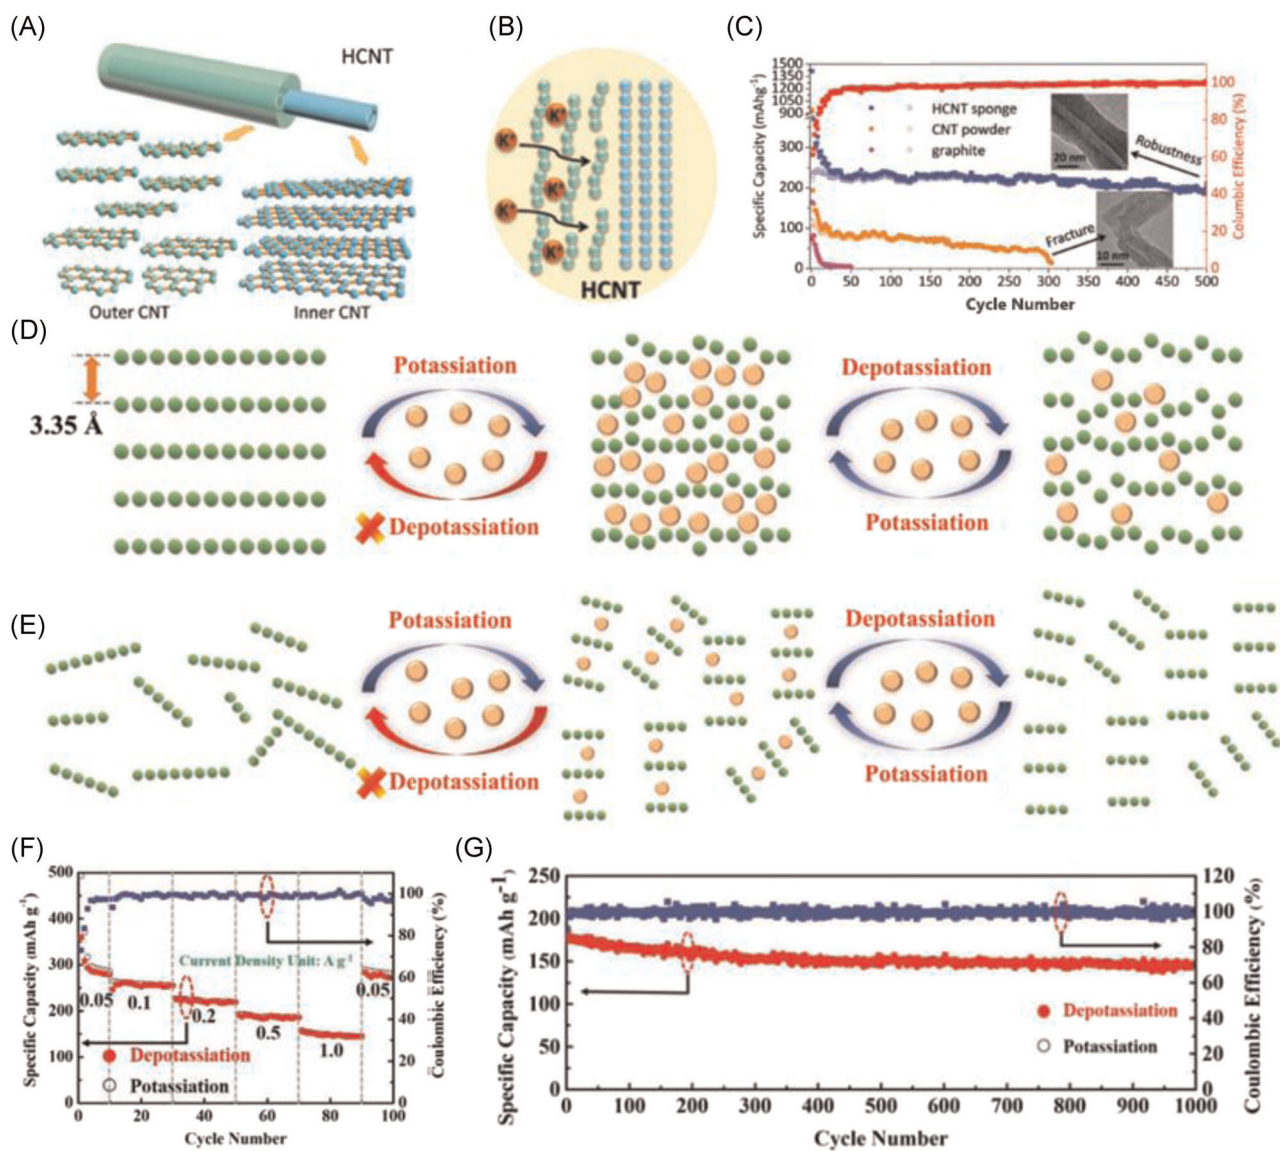 (A)
HCNT
Outer CNT
Inner CNT
(B)
K⁺
K⁺
K⁺
K⁺
K⁺
HCNT
(C)
1500
1350
1200
1050
900
300
200
100
0
Specific Capacity (mAhg⁻¹)
HCNT sponge
CNT powder
graphite
20 nm
Robustness
Fracture
10 nm
100
80
60
40
20
0
Columbic Efficiency (%)
0 50 100 150 200 250 300 350 400 450 500
Cycle Number
(D)
3.35 Å
Potassiation
Depotassiation
Depotassiation
Potassiation
(E)
Potassiation
Depotassiation
Depotassiation
Potassiation
(F)
500
400
300
200
100
0
Specific Capacity (mAh g⁻¹)
Current Density Unit: A g⁻¹
0.05
0.1
0.2
0.5
1.0
0.05
Depotassiation
Potassiation
100
80
60
40
20
0
Coulombic Efficiency (%)
0 20 40 60 80 100
Cycle Number
(G)
250
200
150
100
50
0
Specific Capacity (mAh g⁻¹)
Depotassiation
Potassiation
120
100
80
60
40
20
0
Coulombic Efficiency (%)
0 100 200 300 400 500 600 700 800 900 1000
Cycle Number